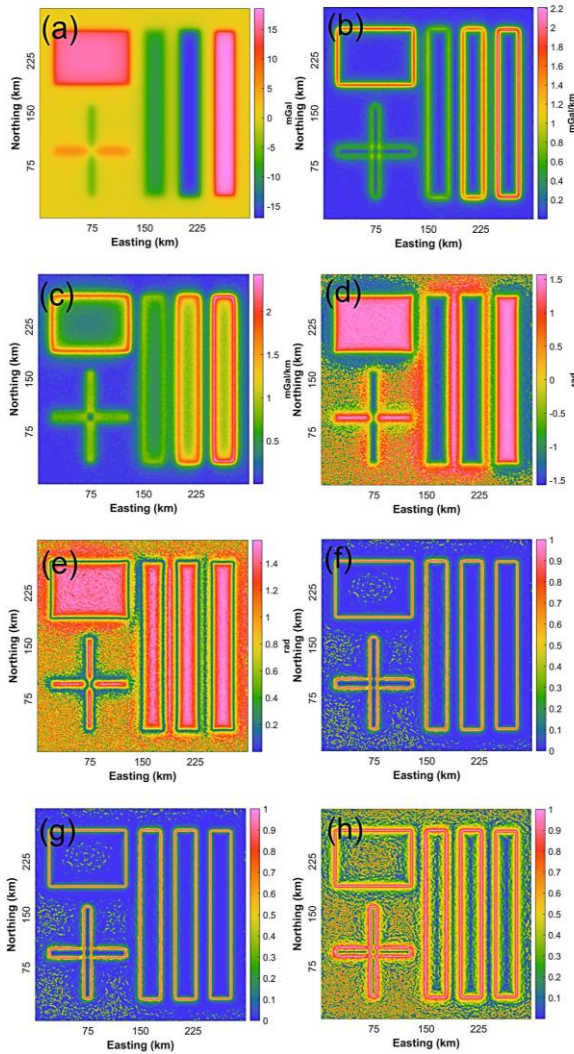 (a)
Northing (km)
225
150
75
75 150 225
Easting (km)
15
10
5
0
-5
-10
-15
mGal
(b)
Northing (km)
225
150
75
75 150 225
Easting (km)
2.2
2
1.8
1.6
1.4
1.2
1
0.8
0.6
0.4
0.2
mGal/km
(c)
Northing (km)
225
150
75
75 150 225
Easting (km)
2
1.5
1
0.5
mGal/km
(d)
Northing (km)
225
150
75
75 150 225
Easting (km)
1.5
1
0.5
0
-0.5
-1
-1.5
rad
(e)
Northing (km)
225
150
75
75 150 225
Easting (km)
1.4
1.2
1
0.8
0.6
0.4
0.2
rad
(f)
Northing (km)
225
150
75
75 150 225
Easting (km)
1
0.9
0.8
0.7
0.6
0.5
0.4
0.3
0.2
0.1
0
(g)
Northing (km)
225
150
75
75 150 225
Easting (km)
1
0.9
0.8
0.7
0.6
0.5
0.4
0.3
0.2
0.1
0
(h)
Northing (km)
225
150
75
75 150 225
Easting (km)
1
0.9
0.8
0.7
0.6
0.5
0.4
0.3
0.2
0.1